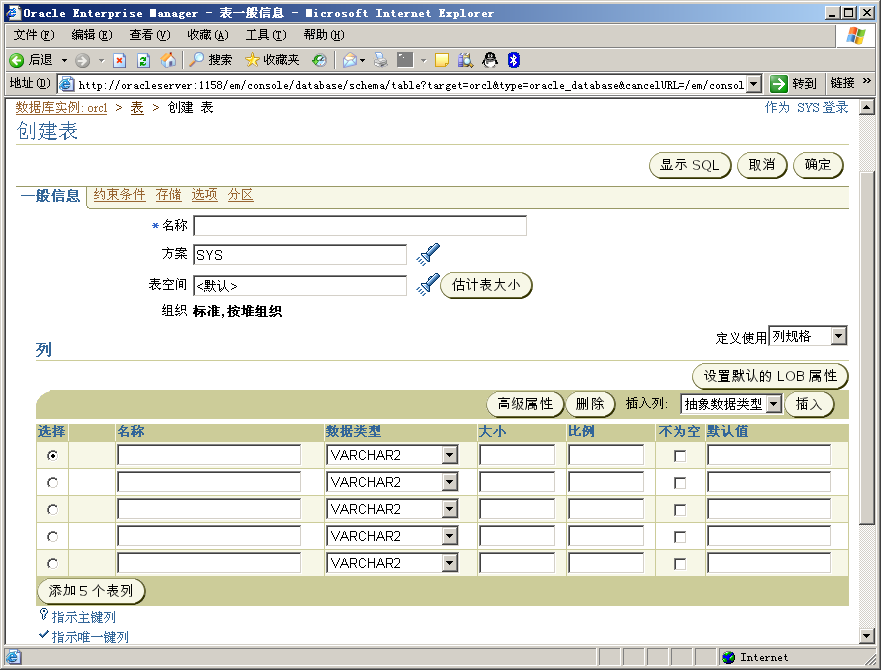 Oracle Enterprise Manager - 表一般信息 - Microsoft Internet Explorer
文件(F) 编辑(E) 查看(V) 收藏(A) 工具(T) 帮助(H)
后退 搜索 收藏夹
地址(D) http://oracleserver:1158/em/console/database/schema/table?target=orcl&type=oracle_database&cancelURL=/em/consol 转到 链接 »
数据库实例: orcl > 表 > 创建 表 作为 SYS 登录
创建表
显示 SQL 取消 确定
一般信息 约束条件 存储 选项 分区
* 名称
方案 SYS
表空间 <默认> 估计表大小
组织 标准,按堆组织
定义使用 列规格
列
设置默认的 LOB 属性
高级属性 删除 插入列: 抽象数据类型 插入
选择 名称 数据类型 大小 比例 不为空 默认值
VARCHAR2
VARCHAR2
VARCHAR2
VARCHAR2
VARCHAR2
添加 5 个表列
指示主键列
指示唯一键列
Internet